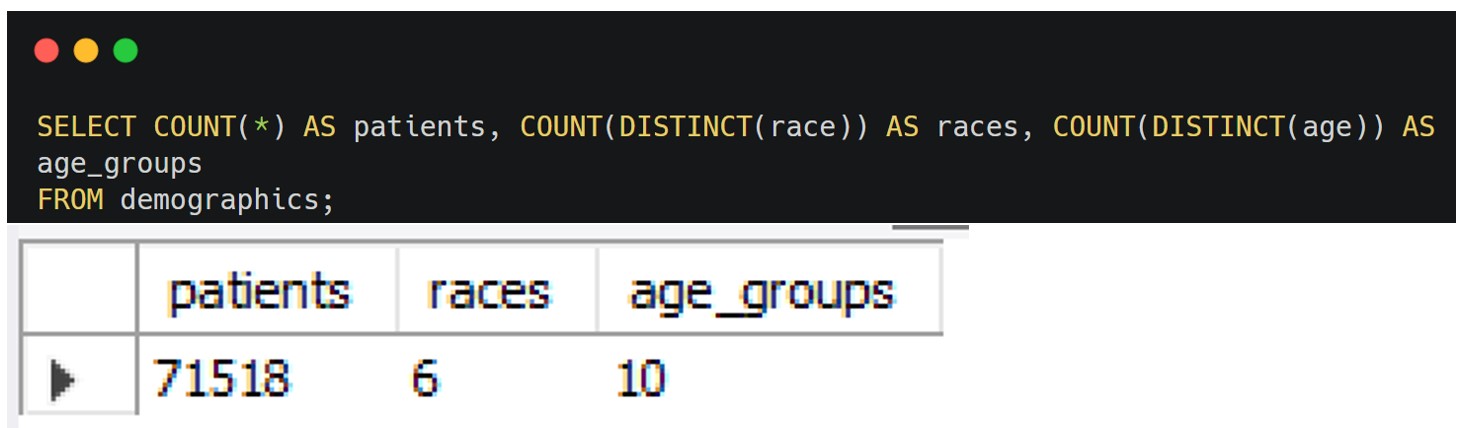 SELECT COUNT(*) AS patients, COUNT(DISTINCT(race)) AS races, COUNT(DISTINCT(age)) AS
age_groups
FROM demographics;
patients races age_groups
71518 6 10